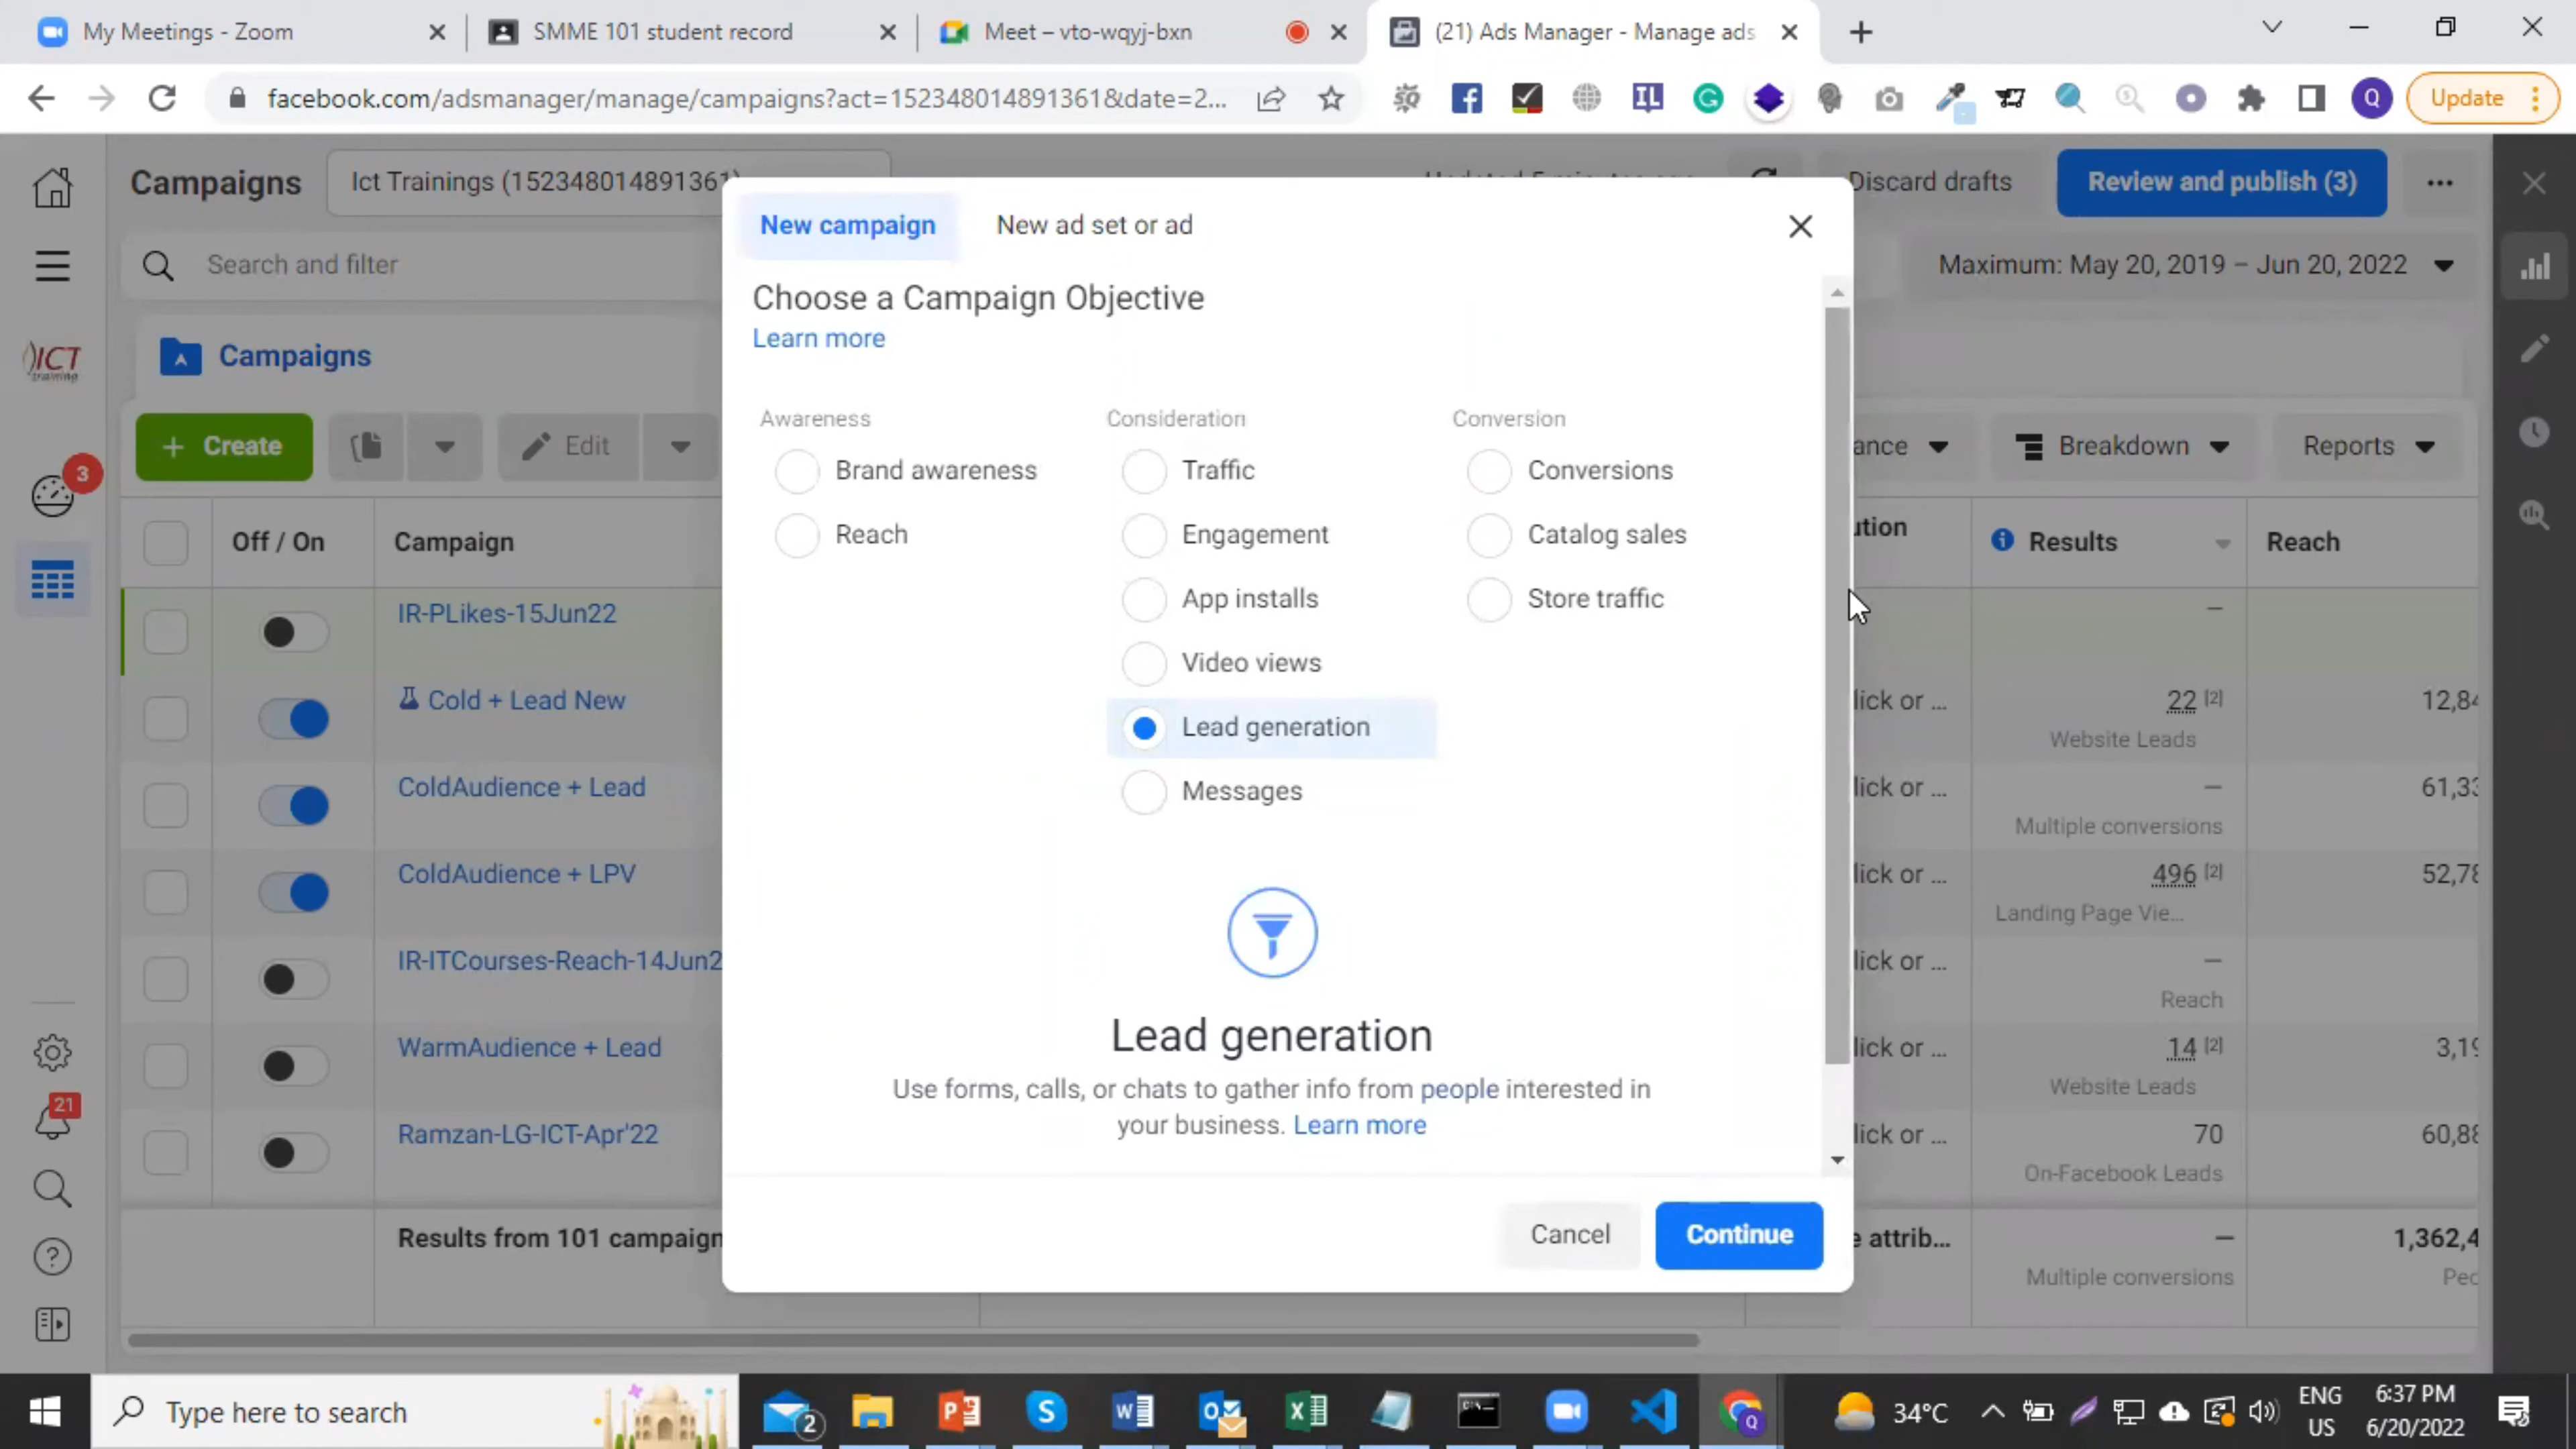 My Meetings - Zoom
SMME 101 student record
Meet – vto-wqyj-bxn
(21) Ads Manager - Manage ads
facebook.com/adsmanager/manage/campaigns?act=152348014891361&date=2...
Update
Campaigns
Ict Trainings (152348014891361)
Discard drafts
Review and publish (3)
Search and filter
Maximum: May 20, 2019 – Jun 20, 2022
New campaign
New ad set or ad
Choose a Campaign Objective
Learn more
ICT
training
Campaigns
Create
Edit
ance
Breakdown
Reports
Awareness
Brand awareness
Reach
Consideration
Traffic
Engagement
App installs
Video views
Lead generation
Messages
Conversion
Conversions
Catalog sales
Store traffic
3
Off / On
Campaign
Results
Reach
IR-PLikes-15Jun22
—
Cold + Lead New
lick or ...
22 [2]
12,84
Website Leads
ColdAudience + Lead
lick or ...
—
61,33
Multiple conversions
ColdAudience + LPV
lick or ...
496 [2]
52,78
Landing Page Vie...
IR-ITCourses-Reach-14Jun2
lick or ...
—
Reach
WarmAudience + Lead
lick or ...
14 [2]
3,19
Website Leads
Ramzan-LG-ICT-Apr'22
lick or ...
70
60,88
On-Facebook Leads
Results from 101 campaign
e attrib...
—
1,362,4
Multiple conversions
Pec
21
Lead generation
Use forms, calls, or chats to gather info from people interested in
your business. Learn more
Cancel
Continue
Type here to search
2
34°C
ENG
US
6:37 PM
6/20/2022